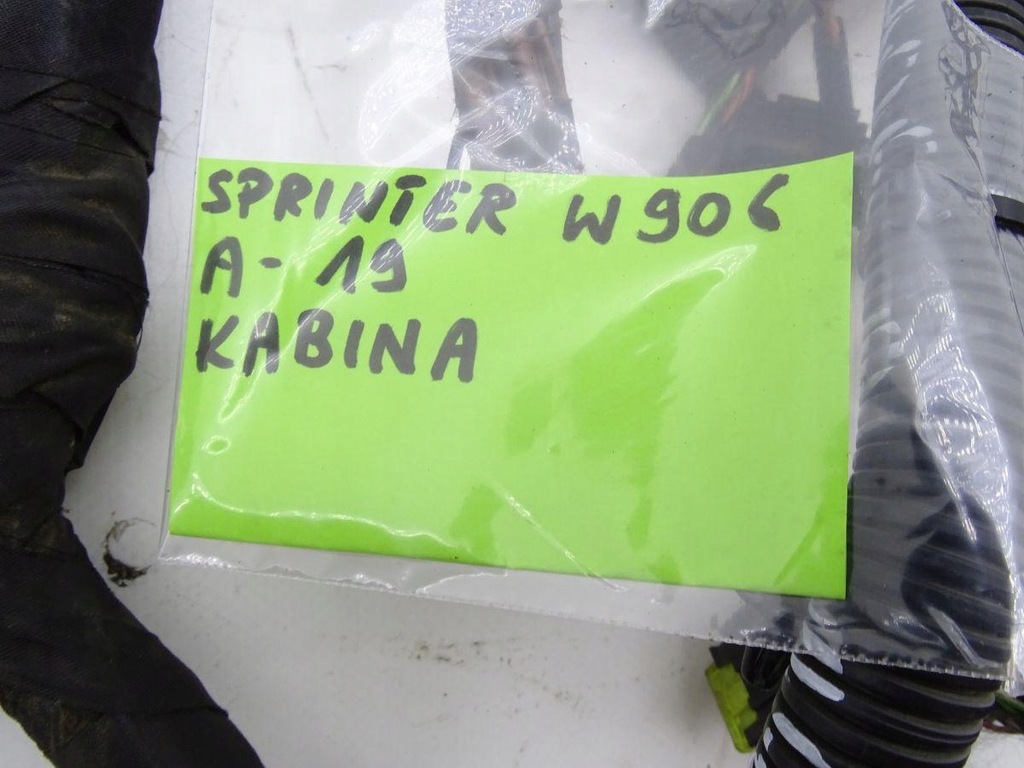 SPRINTER W906
A- 19
KABINA